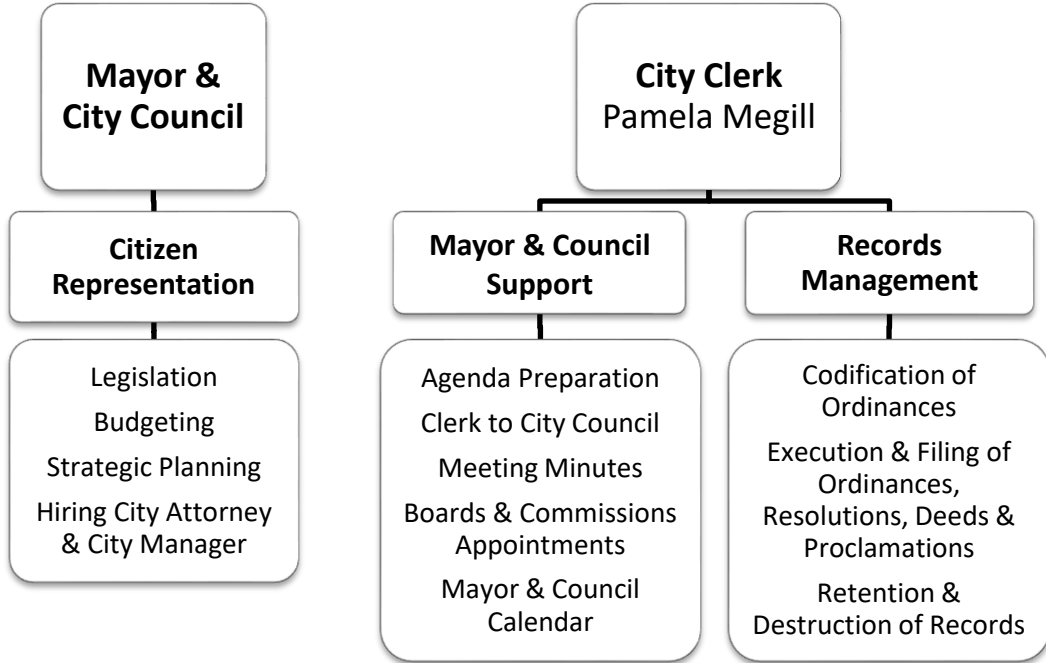 Mayor &
City Council
Citizen
Representation
Legislation
Budgeting
Strategic Planning
Hiring City Attorney
& City Manager
City Clerk
Pamela Megill
Mayor & Council
Support
Agenda Preparation
Clerk to City Council
Meeting Minutes
Boards & Commissions
Appointments
Mayor & Council
Calendar
Records
Management
Codification of
Ordinances
Execution & Filing of
Ordinances,
Resolutions, Deeds &
Proclamations
Retention &
Destruction of Records